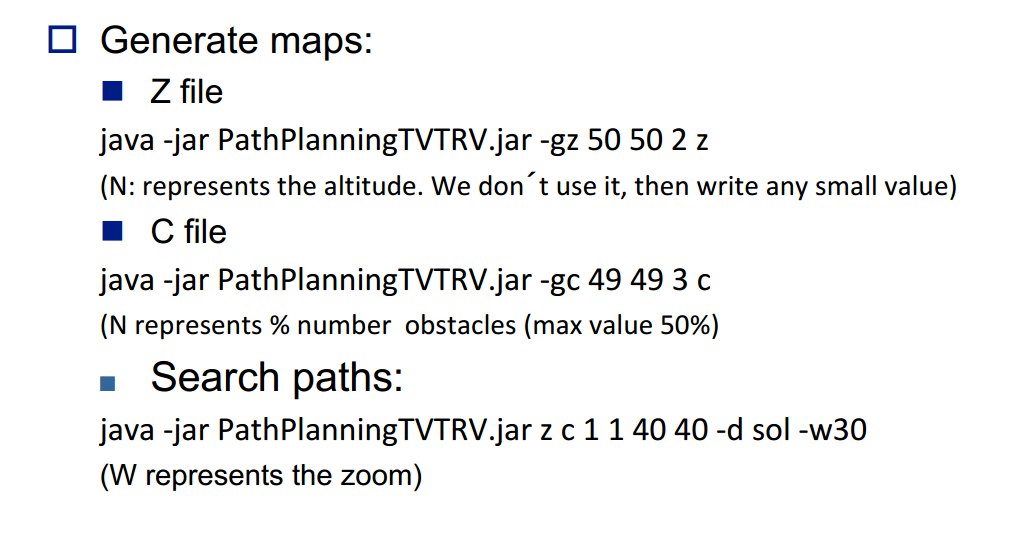 Generate maps:
Z file
java -jar PathPlanningTVTRV.jar -gz 50 50 2 z
(N: represents the altitude. We don´t use it, then write any small value)
C file
java -jar PathPlanningTVTRV.jar -gc 49 49 3 c
(N represents % number obstacles (max value 50%)
Search paths:
java -jar PathPlanningTVTRV.jar z c 1 1 40 40 -d sol -w30
(W represents the zoom)